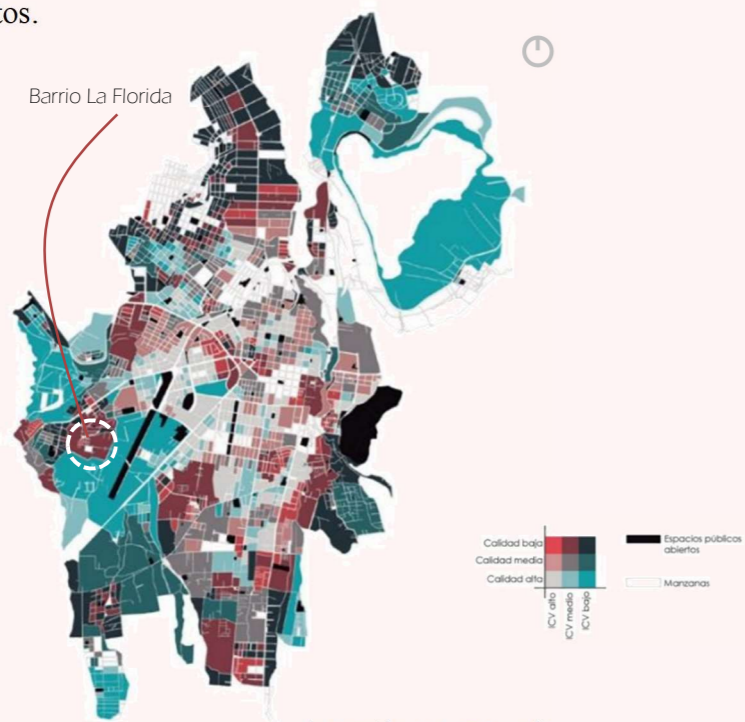 tos.
Barrio La Florida
Calidad baja
Calidad media
Calidad alta
ICV alto
ICV medio
ICV bajo
Espacios públicos
abiertos
Manzanas